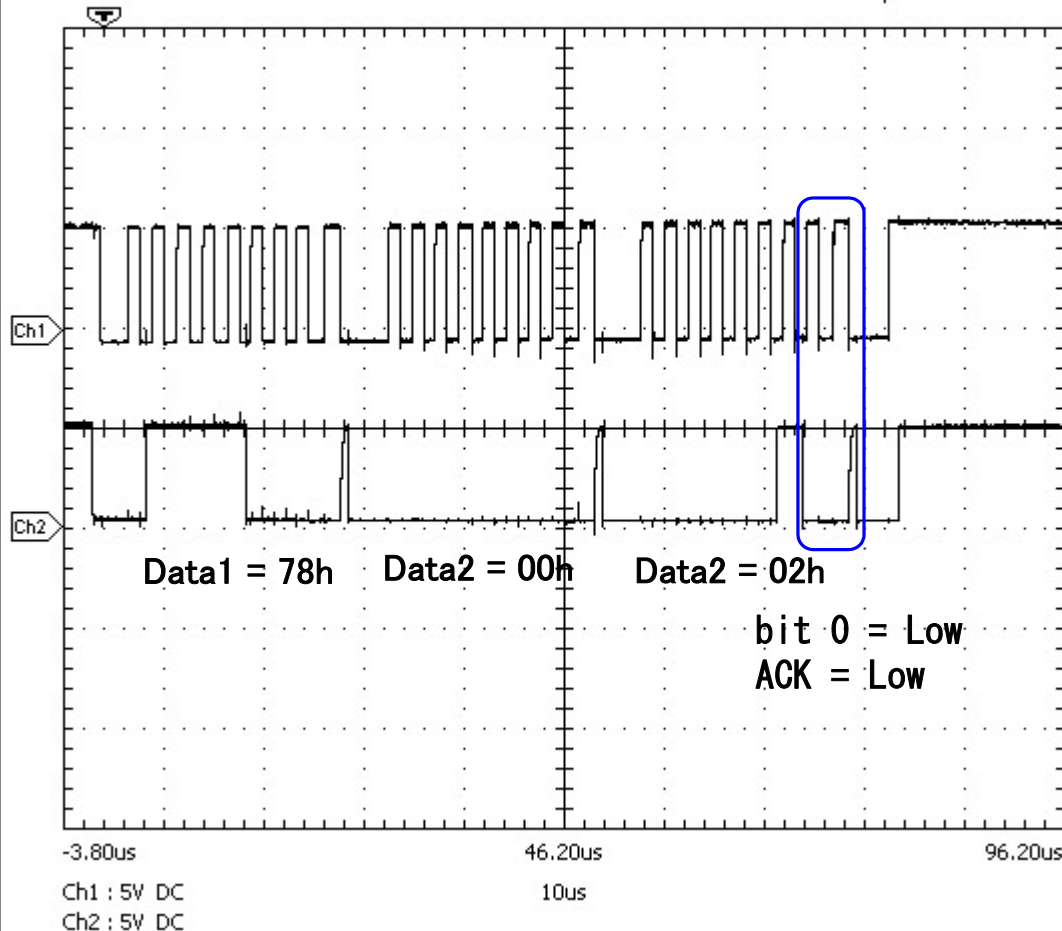 T
Ch1
Ch2
Data1 = 78h
Data2 = 00h
Data2 = 02h
bit 0 = Low
ACK = Low
-3.80us
46.20us
96.20us
Ch1 : 5V DC
10us
Ch2 : 5V DC